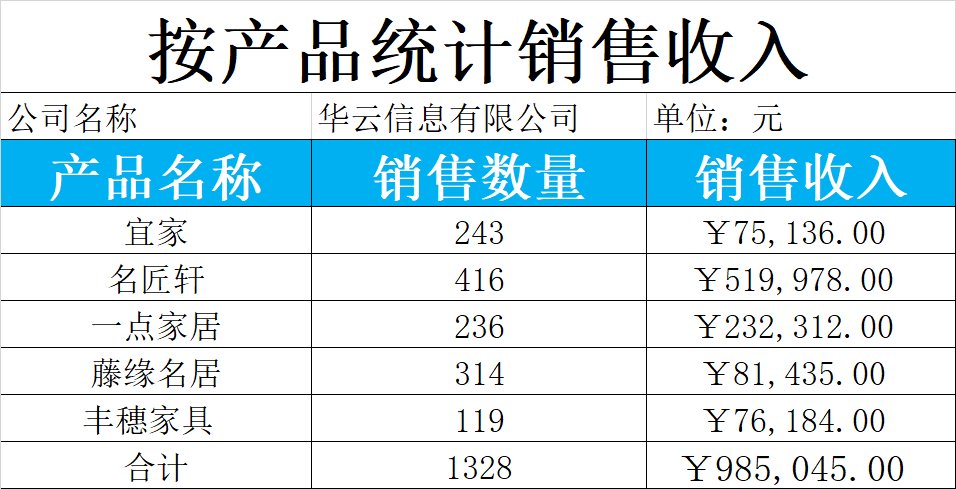 按产品统计销售收入
公司名称 华云信息有限公司 单位：元
产品名称 销售数量 销售收入
宜家 243 ￥75,136.00
名匠轩 416 ￥519,978.00
一点家居 236 ￥232,312.00
藤缘名居 314 ￥81,435.00
丰穗家具 119 ￥76,184.00
合计 1328 ￥985,045.00